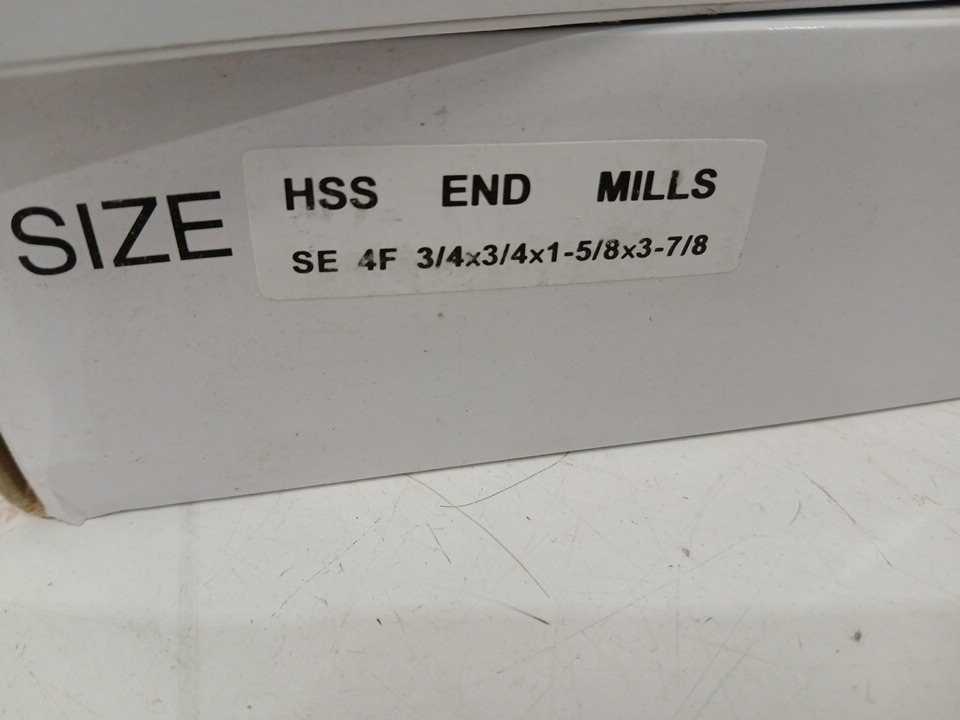 SIZE
HSS END MILLS
SE 4F 3/4x3/4x1-5/8x3-7/8